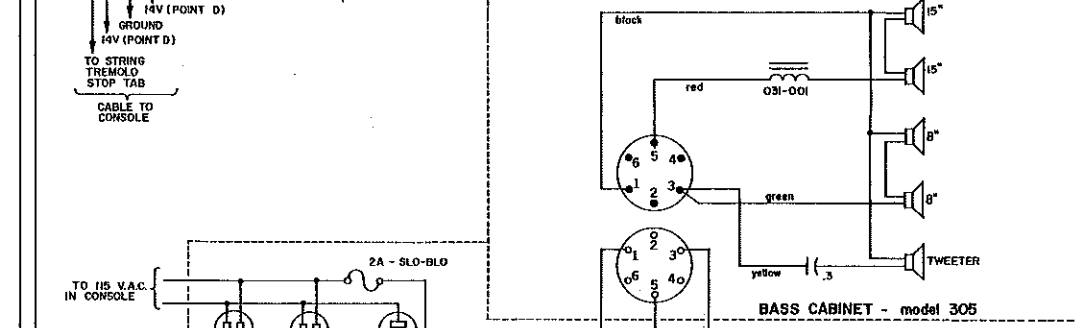 14V (POINT D)
GROUND
14V (POINT D)
TO STRING
TREMOLO
STOP TAB
CABLE TO
CONSOLE
black
15"
15"
red
031-001
8"
8"
6 5 4
1 2 3
green
yellow
.3
TWEETER
1 2 3
6 5 4
BASS CABINET - model 305
2A - SLO-BLO
TO 115 V.A.C.
IN CONSOLE